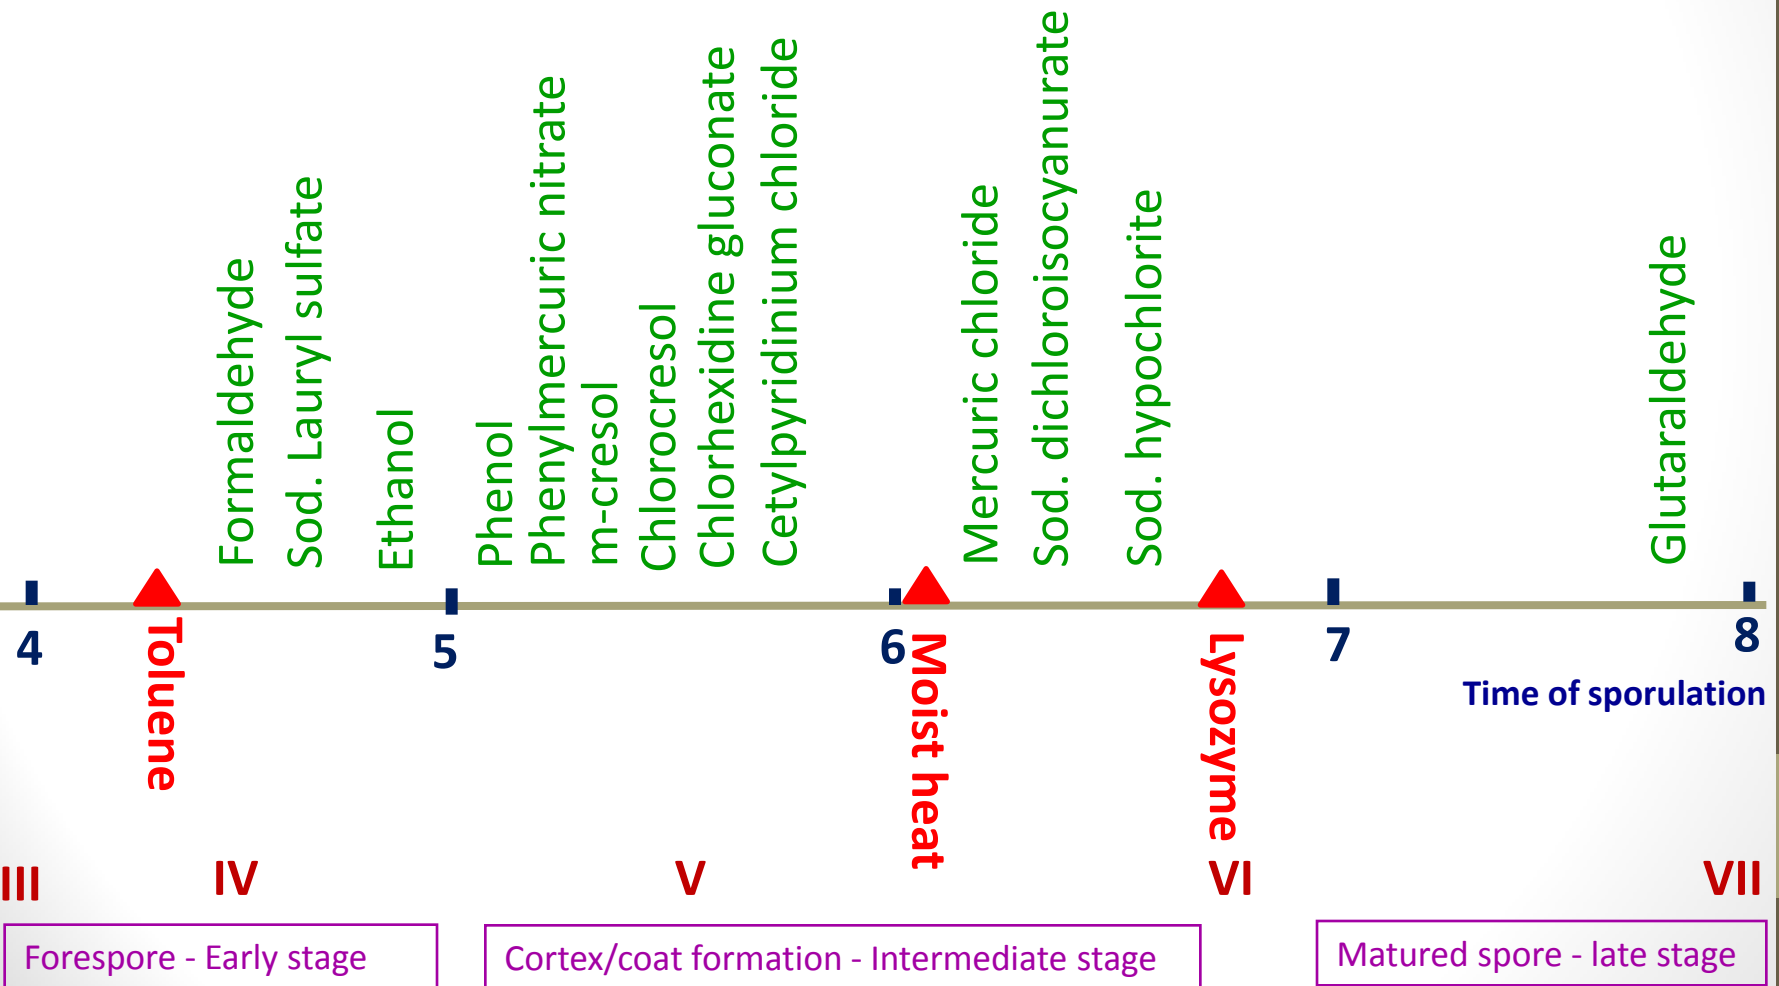 Formaldehyde
Sod. Lauryl sulfate
Ethanol
Phenol
Phenylmercuric nitrate
m-cresol
Chlorocresol
Chlorhexidine gluconate
Cetylpyridinium chloride
Mercuric chloride
Sod. dichloroisocyanurate
Sod. hypochlorite
Glutaraldehyde
4
5
6
7
8
Toluene
Moist heat
Lysozyme
Time of sporulation
III
IV
V
VI
VII
Forespore - Early stage
Cortex/coat formation - Intermediate stage
Matured spore - late stage